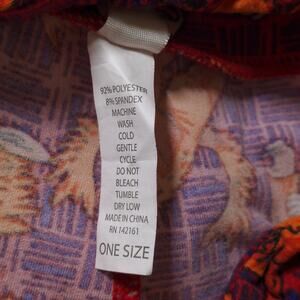 92% POLYESTER
8% SPANDEX
MACHINE
WASH
COLD
GENTLE
CYCLE
DO NOT
BLEACH
TUMBLE
DRY LOW
MADE IN CHINA
RN 142161
ONE SIZE